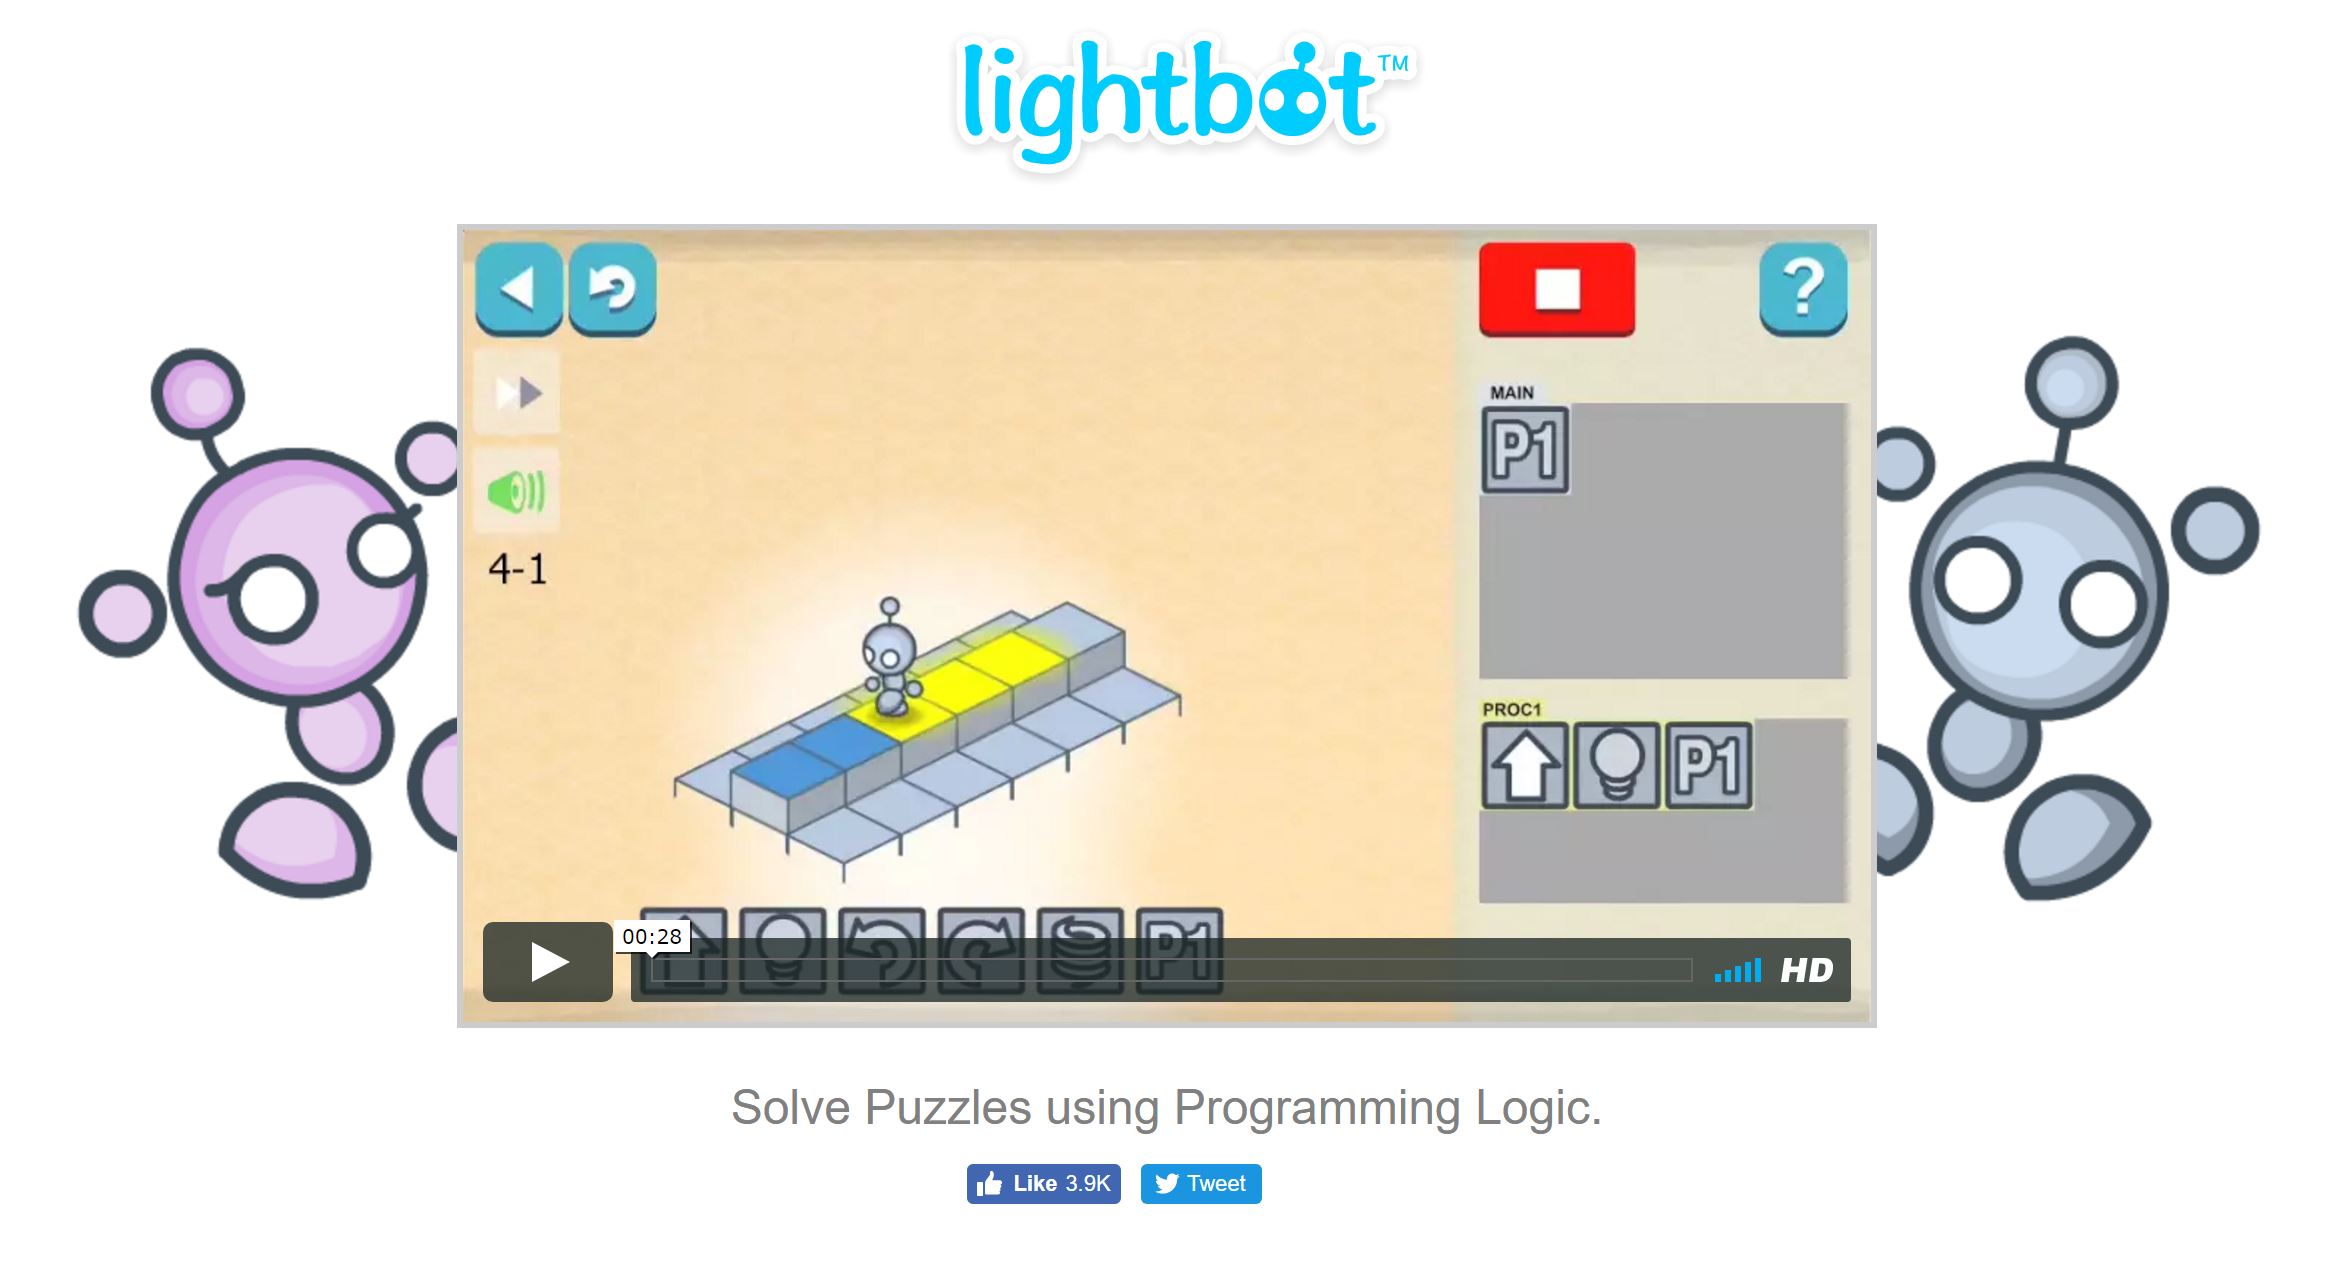 lightbot™
?
MAIN
P1
4-1
PROC1
P1
P1
00:28
HD
Solve Puzzles using Programming Logic.
Like 3.9K
Tweet